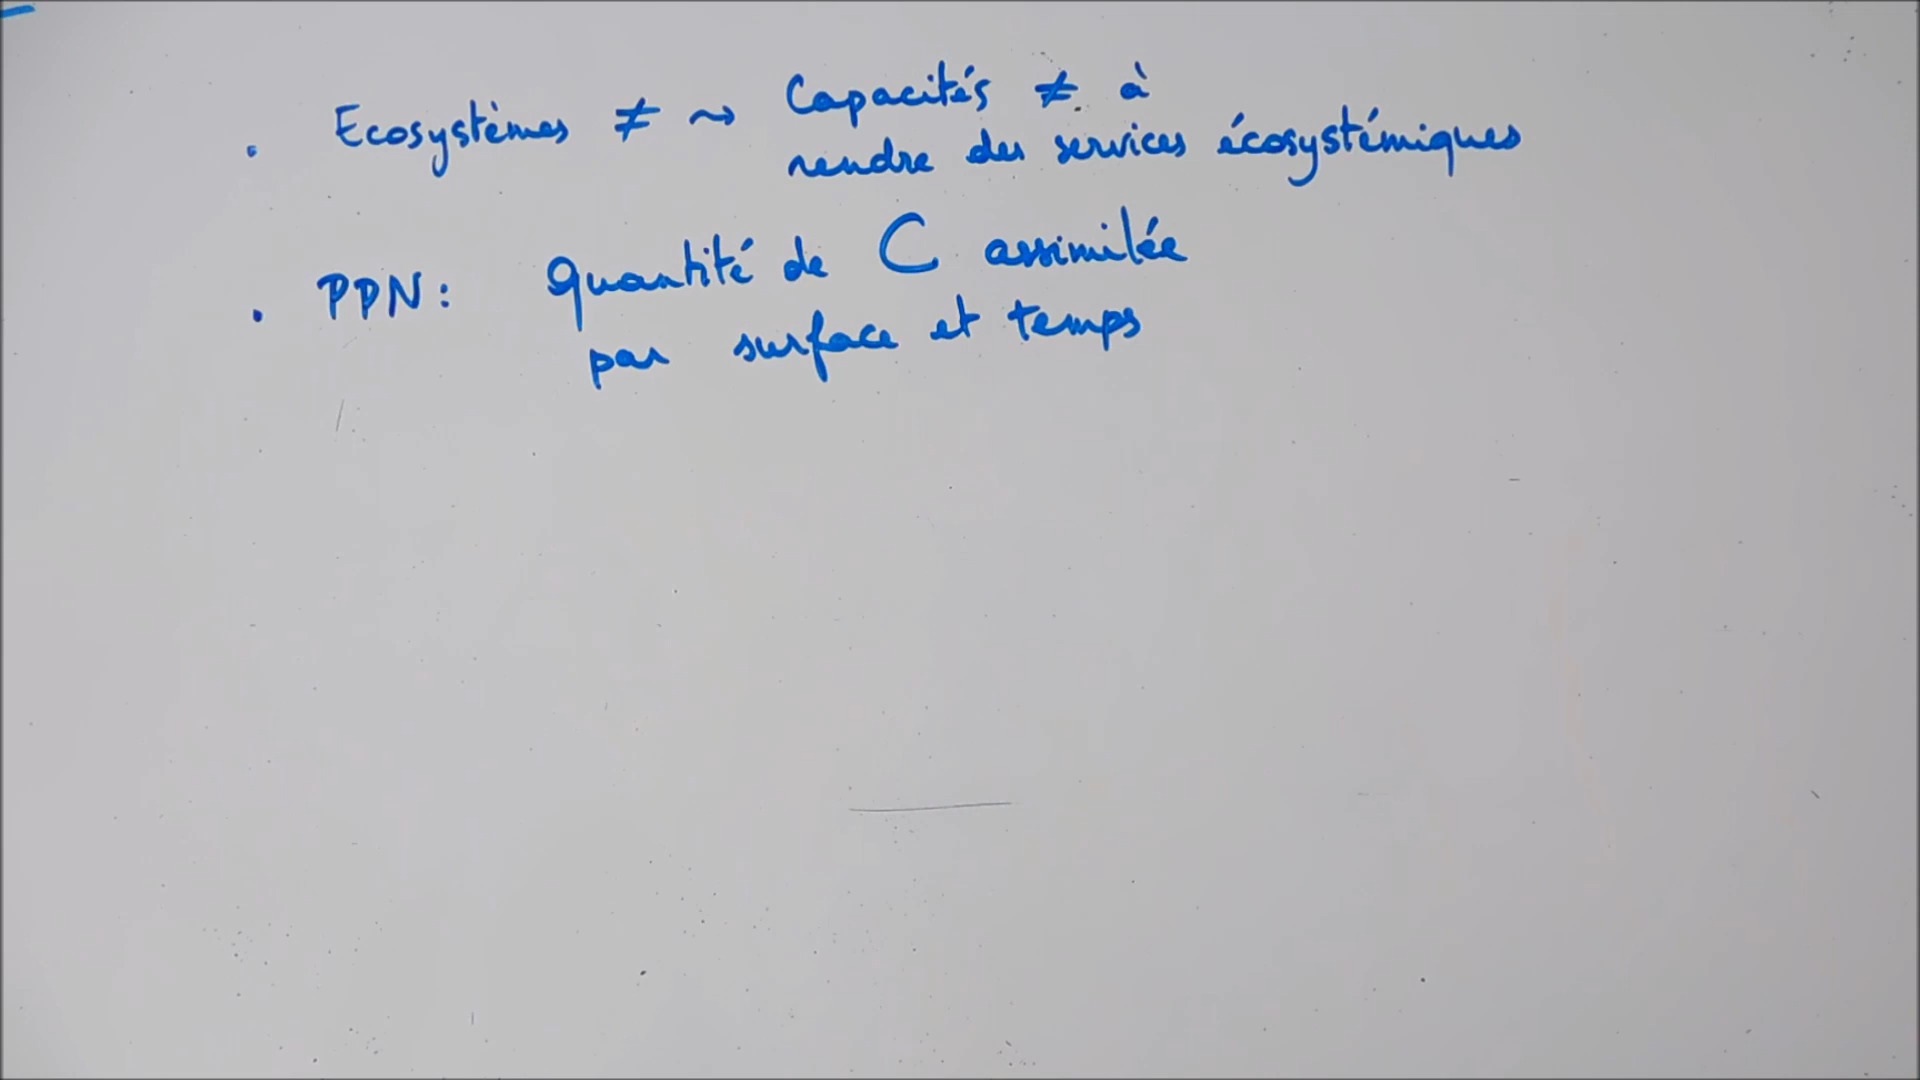 . Ecosystèmes ≠ ⇝ Capacités ≠ à
rendre des services écosystémiques
. PPN : Quantité de C assimilée
par surface et temps